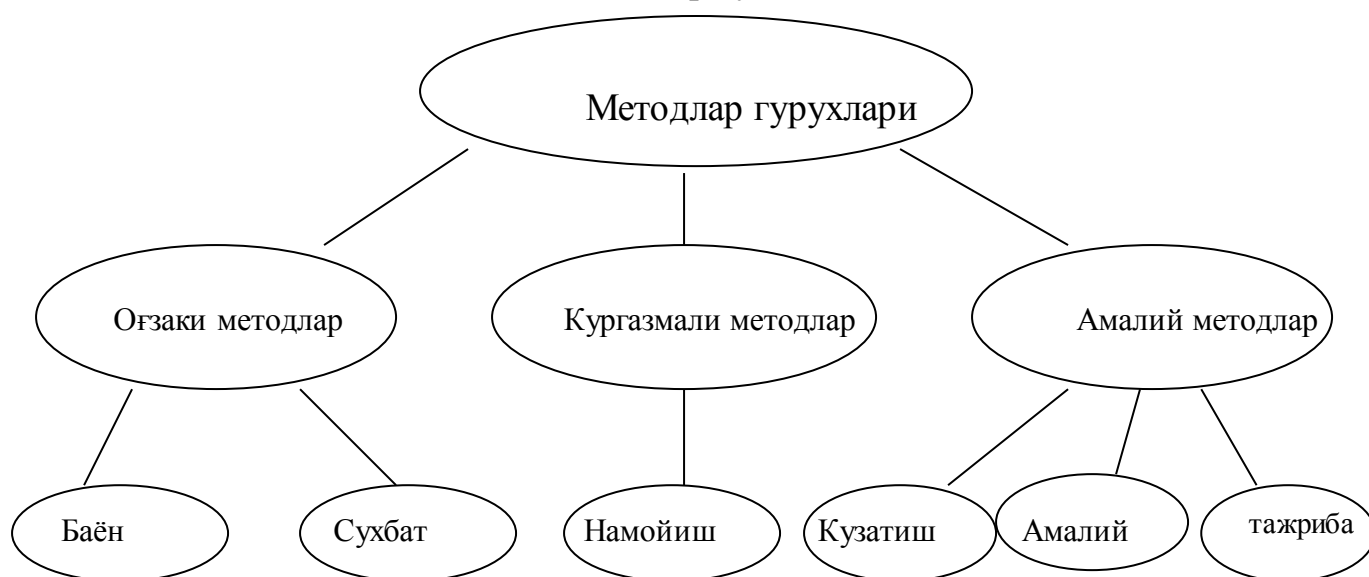 Методлар гурухлари
Оғзаки методлар
Кургазмали методлар
Амалий методлар
Баён
Сухбат
Намойиш
Кузатиш
Амалий
тажриба